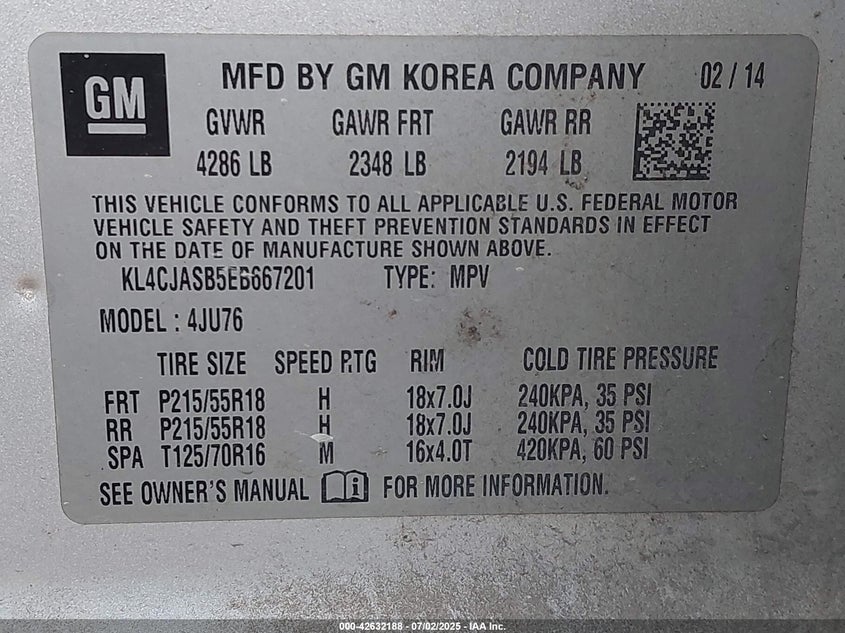 GM
MFD BY GM KOREA COMPANY 02 / 14
GVWR GAWR FRT GAWR RR
4286 LB 2348 LB 2194 LB
THIS VEHICLE CONFORMS TO ALL APPLICABLE U.S. FEDERAL MOTOR
VEHICLE SAFETY AND THEFT PREVENTION STANDARDS IN EFFECT
ON THE DATE OF MANUFACTURE SHOWN ABOVE.
KL4CJASB5EB667201 TYPE: MPV
MODEL : 4JU76
TIRE SIZE SPEED RTG RIM COLD TIRE PRESSURE
FRT P215/55R18 H 18x7.0J 240KPA, 35 PSI
RR P215/55R18 H 18x7.0J 240KPA, 35 PSI
SPA T125/70R16 M 16x4.0T 420KPA, 60 PSI
SEE OWNER'S MANUAL FOR MORE INFORMATION.
000-42632188 - 07/02/2025 - IAA Inc.